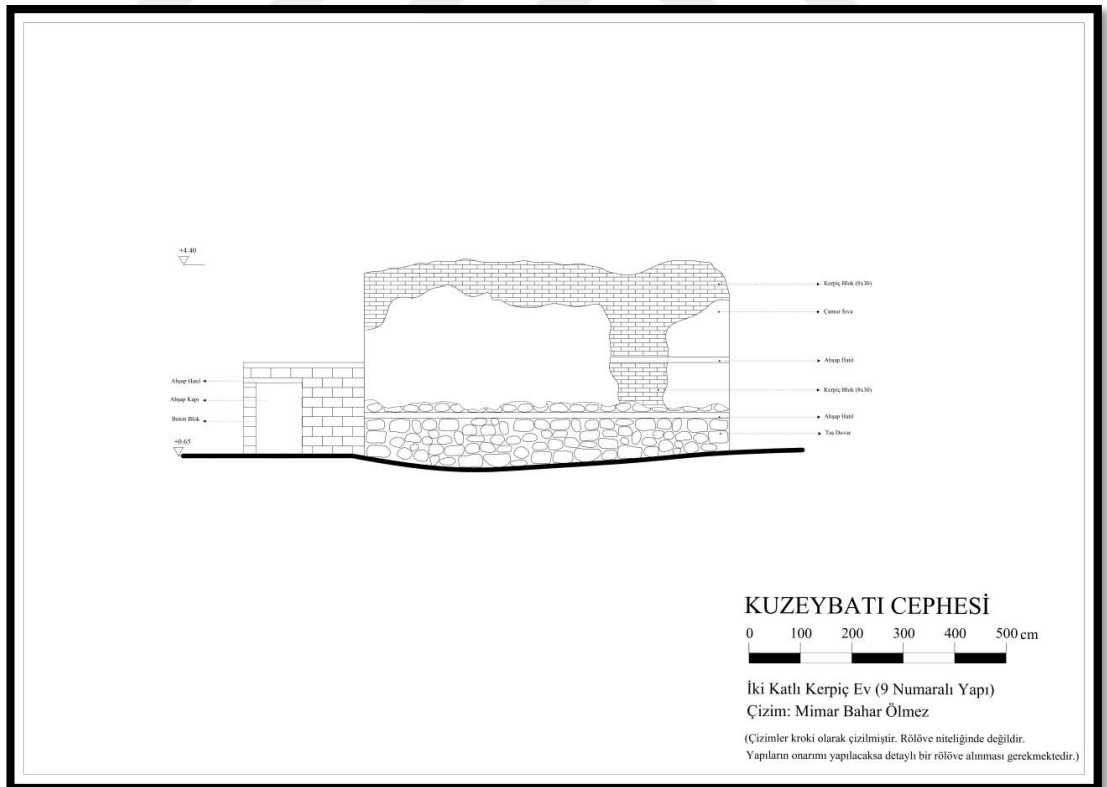 +4.40
Kerpiç Blok (8x30)
Çamur Sıva
Ahşap Hatıl
Ahşap Hatıl
Ahşap Kapı
Kerpiç Blok (8x30)
Beton Blok
Ahşap Hatıl
Taş Duvar
+0.65
KUZEYBATI CEPHESİ
0 100 200 300 400 500 cm
İki Katlı Kerpiç Ev (9 Numaralı Yapı)
Çizim: Mimar Bahar Ölmez
(Çizimler kroki olarak çizilmiştir. Rölöve niteliğinde değildir.
Yapıların onarımı yapılacaksa detaylı bir rölöve alınması gerekmektedir.)